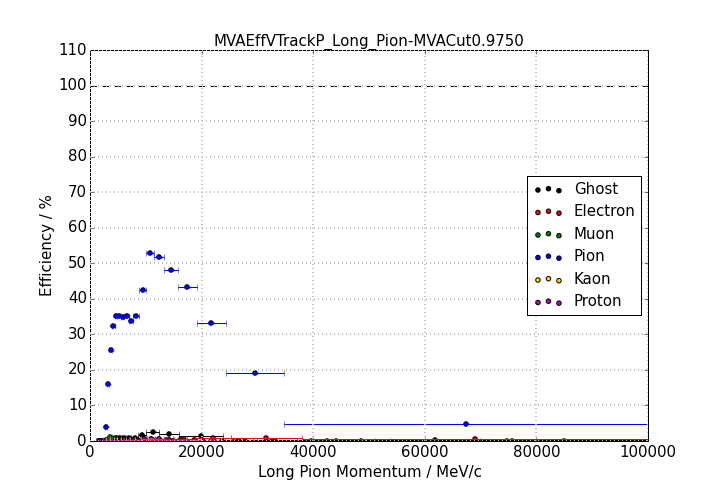 MVAEffVTrackP_Long_Pion-MVACut0.9750
110
100
90
80
70
60
50
40
30
20
10
0
Efficiency / %
Ghost
Electron
Muon
Pion
Kaon
Proton
0 20000 40000 60000 80000 100000
Long Pion Momentum / MeV/c